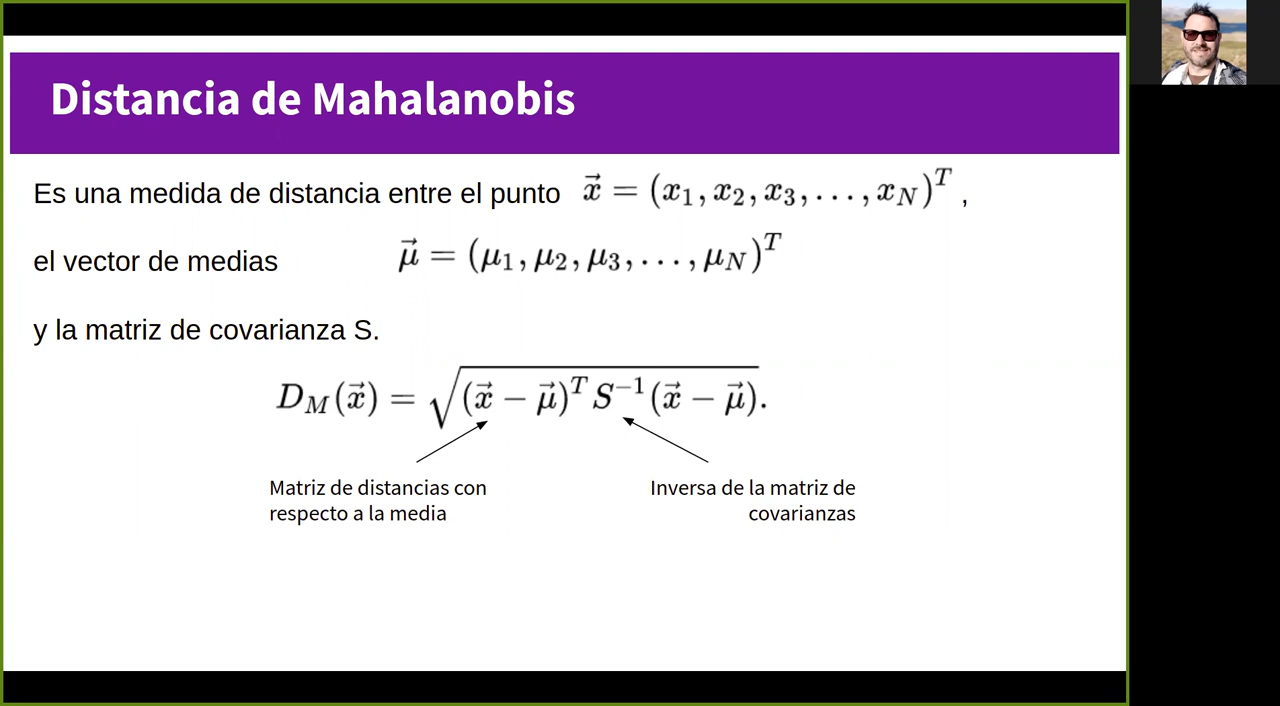 Distancia de Mahalanobis
Es una medida de distancia entre el punto $\vec{x} = (x_1, x_2, x_3, \ldots, x_N)^T$ ,
el vector de medias $\vec{\mu} = (\mu_1, \mu_2, \mu_3, \ldots, \mu_N)^T$
y la matriz de covarianza S.
$D_M(\vec{x}) = \sqrt{(\vec{x} - \vec{\mu})^T S^{-1} (\vec{x} - \vec{\mu})}.$
Matriz de distancias con
respecto a la media
Inversa de la matriz de
covarianzas